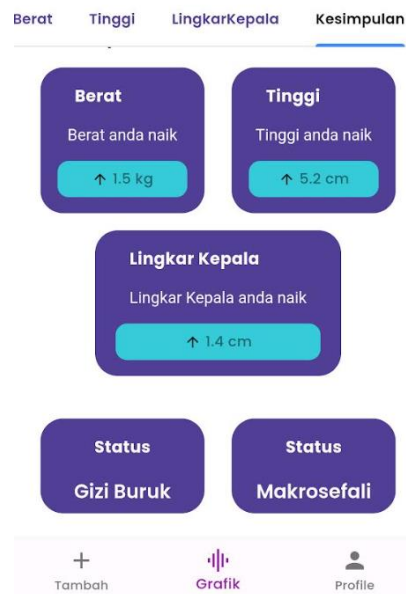 Berat Tinggi LingkarKepala Kesimpulan
Berat
Berat anda naik
↑ 1.5 kg
Tinggi
Tinggi anda naik
↑ 5.2 cm
Lingkar Kepala
Lingkar Kepala anda naik
↑ 1.4 cm
Status
Gizi Buruk
Status
Makrosefali
Tambah Grafik Profile